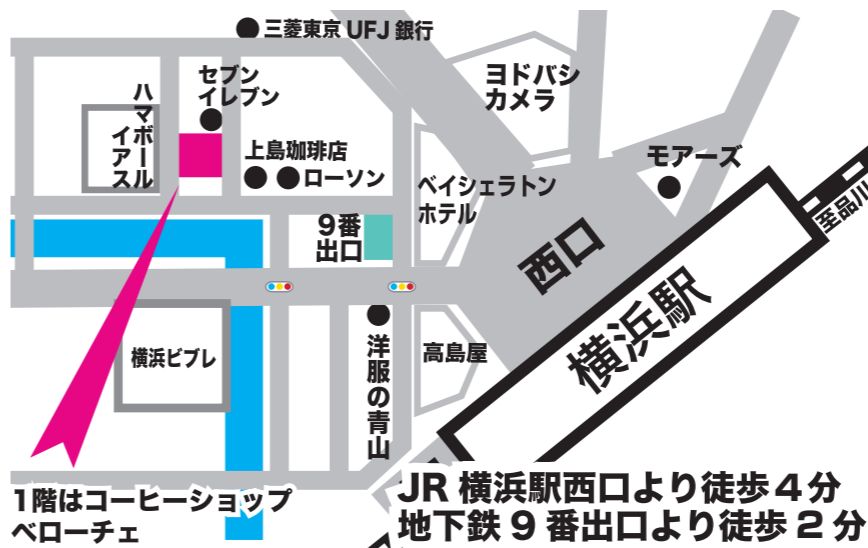 三菱東京 UFJ 銀行
セブン
イレブン
ハマボール
イアス
上島珈琲店
ローソン
ヨドバシ
カメラ
モアーズ
ベイシェラトン
ホテル
至品川
9番
出口
西口
横浜駅
横浜ビブレ
洋服の青山
高島屋
1階はコーヒーショップ
ベローチェ
JR 横浜駅西口より徒歩4分
地下鉄 9 番出口より徒歩 2 分